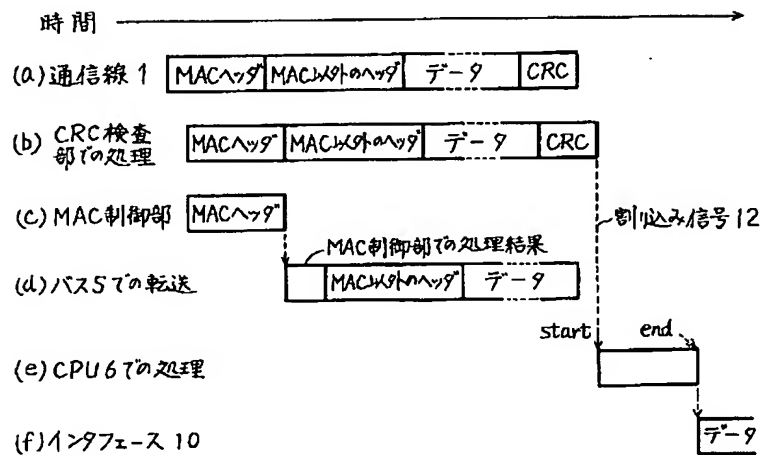 時間
(a)通信線1 MACヘッダ MAC以外のヘッダ データ CRC
(b) CRC検査部での処理 MACヘッダ MAC以外のヘッダ データ CRC
(c) MAC制御部 MACヘッダ
割り込み信号12
MAC制御部での処理結果
(d)バス5での転送 MAC以外のヘッダ データ
start end
(e)CPU6での処理
(f)インタフェース10 データ